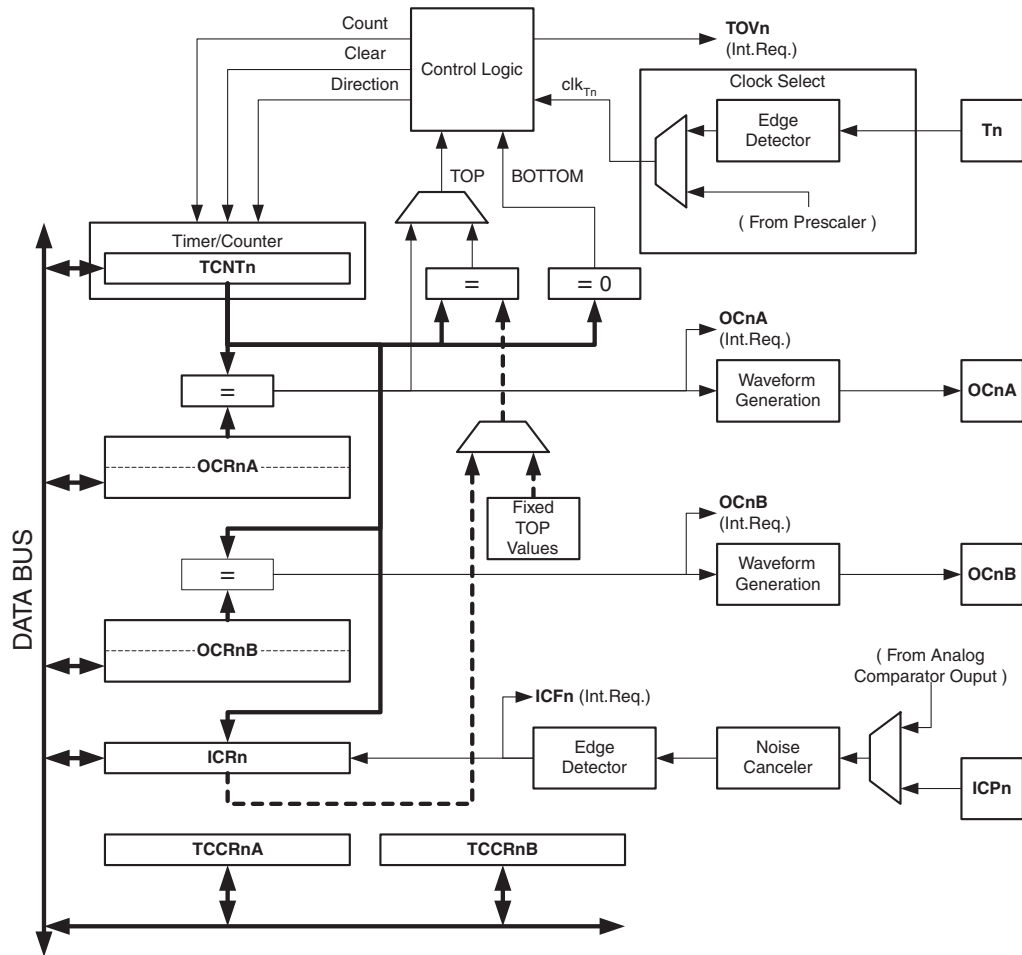 Count
Clear
Direction
Control Logic
TOVn
(Int.Req.)
clkTn
Clock Select
Edge
Detector
Tn
( From Prescaler )
TOP
BOTTOM
Timer/Counter
TCNTn
=
= 0
OCnA
(Int.Req.)
=
Waveform
Generation
OCnA
OCRnA
Fixed
TOP
Values
OCnB
(Int.Req.)
=
Waveform
Generation
OCnB
OCRnB
DATA BUS
( From Analog
Comparator Ouput )
ICFn (Int.Req.)
ICRn
Edge
Detector
Noise
Canceler
ICPn
TCCRnA
TCCRnB